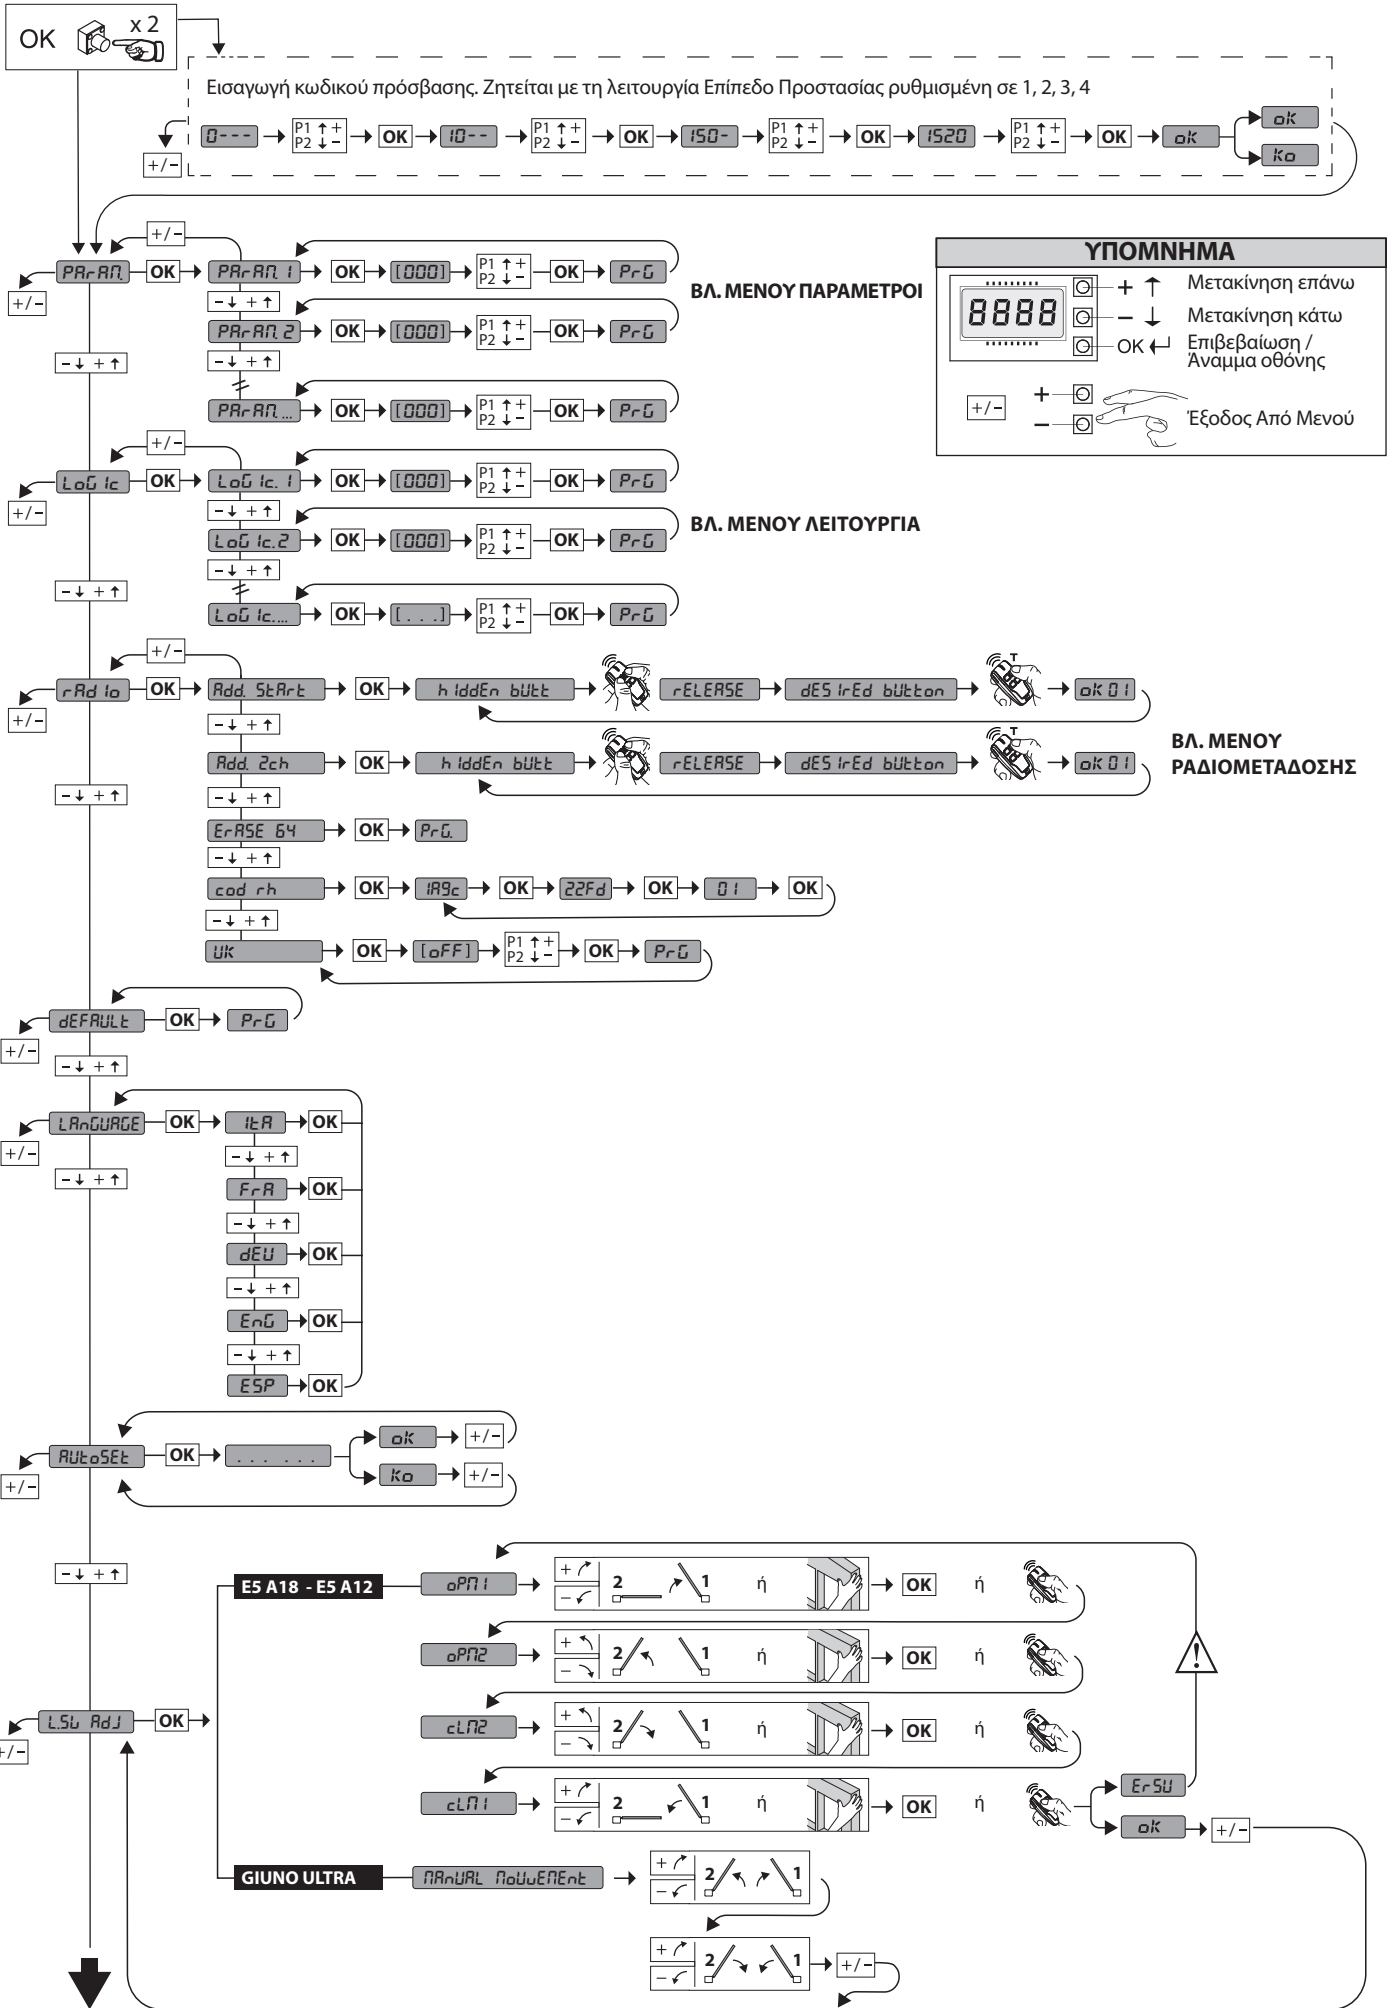 OK x 2
Εισαγωγή κωδικού πρόσβασης. Ζητείται με τη λειτουργία Επίπεδο Προστασίας ρυθμισμένη σε 1, 2, 3, 4
0--- P1 ↑ + P2 ↓ - OK 10-- P1 ↑ + P2 ↓ - OK 150- P1 ↑ + P2 ↓ - OK 1520 P1 ↑ + P2 ↓ - OK oK oK
Ko
+/-
+/-
PArAM. OK PArAM. 1 OK [000] P1 ↑ + P2 ↓ - OK PrG
+/-
- ↓ + ↑
ΒΛ. ΜΕΝΟΥ ΠΑΡΑΜΕΤΡΟΙ
PArAM. 2 OK [000] P1 ↑ + P2 ↓ - OK PrG
- ↓ + ↑
- ↓ + ↑
PArAM. ... OK [000] P1 ↑ + P2 ↓ - OK PrG
ΥΠΟΜΝΗΜΑ
8888
+ ↑ Μετακίνηση επάνω
- ↓ Μετακίνηση κάτω
OK Επιβεβαίωση /
Άναμμα οθόνης
+/- + - Έξοδος Από Μενού
+/-
LoGIc OK LoGIc. 1 OK [000] P1 ↑ + P2 ↓ - OK PrG
+/-
- ↓ + ↑
ΒΛ. ΜΕΝΟΥ ΛΕΙΤΟΥΡΓΙΑ
LoGIc.2 OK [000] P1 ↑ + P2 ↓ - OK PrG
- ↓ + ↑
- ↓ + ↑
LoGIc.... OK [. . .] P1 ↑ + P2 ↓ - OK PrG
+/-
rAdIo OK Add. StArt OK hIddEn bUtt rELEASE T dESIrEd bUtton oK 01
+/-
- ↓ + ↑
Add. 2ch OK hIddEn bUtt rELEASE T dESIrEd bUtton oK 01
ΒΛ. ΜΕΝΟΥ
ΡΑΔΙΟΜΕΤΑΔΟΣΗΣ
- ↓ + ↑
- ↓ + ↑
ErASE 64 OK PrG.
- ↓ + ↑
cod rh OK 1A9c OK 22Fd OK 01 OK
- ↓ + ↑
UK OK [oFF] P1 ↑ + P2 ↓ - OK PrG
dEFAULt OK PrG
+/-
- ↓ + ↑
LAnGUAGE OK ItA OK
+/-
- ↓ + ↑
- ↓ + ↑
FrA OK
- ↓ + ↑
dEU OK
- ↓ + ↑
EnG OK
- ↓ + ↑
ESP OK
AUtoSEt OK . . . . . . oK +/-
Ko +/-
+/-
- ↓ + ↑
E5 A18 - E5 A12 oPM1 + - 2 1 ή OK ή
oPM2 + - 2 1 ή OK ή
L.SW AdJ OK
+/-
cLM2 + - 2 1 ή OK ή
cLM1 + - 2 1 ή OK ή
ErSW
oK +/-
!
GIUNO ULTRA MAnUAL MoUvEMEnt + - 2 1
+ - 2 1 +/-